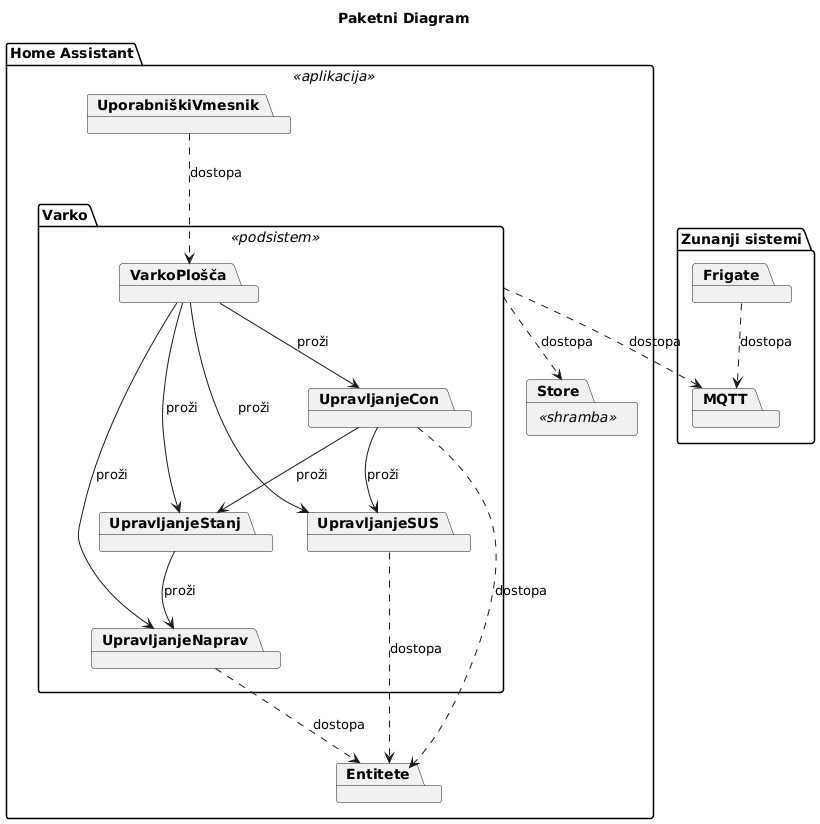 Paketni Diagram
Home Assistant
«aplikacija»
UporabniškiVmesnik
dostopa
Varko
«podsistem»
Zunanji sistemi
VarkoPlošča
Frigate
proži
dostopa
dostopa
dostopa
UpravljanjeCon
Store
«shramba»
MQTT
proži
proži
proži
proži
proži
UpravljanjeStanj
UpravljanjeSUS
proži
dostopa
UpravljanjeNaprav
dostopa
dostopa
Entitete